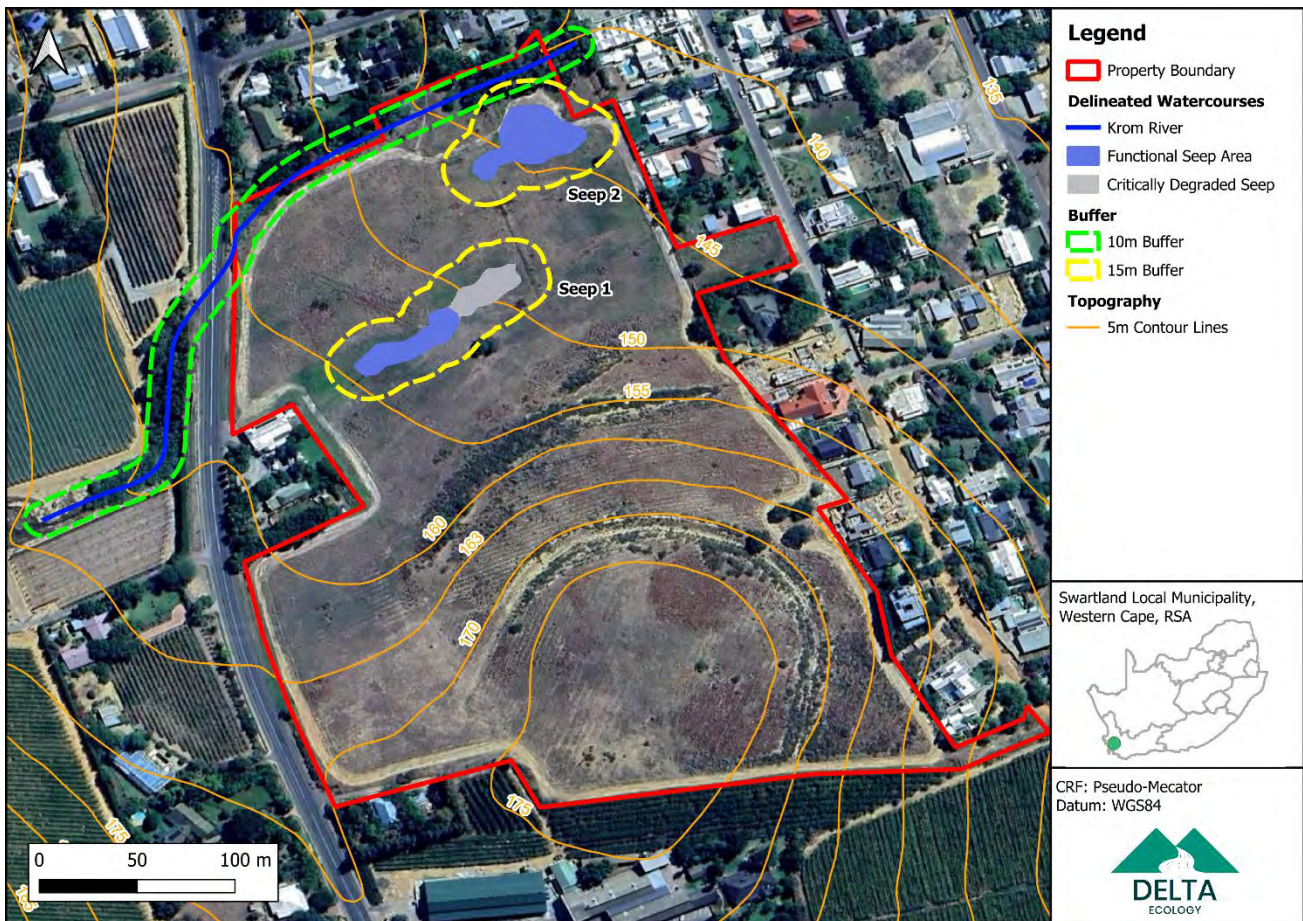 Legend
Property Boundary
Delineated Watercourses
Krom River
Functional Seep Area
Critically Degraded Seep
Buffer
10m Buffer
15m Buffer
Topography
5m Contour Lines
Swartland Local Municipality,
Western Cape, RSA
CRF: Pseudo-Mecator
Datum: WGS84
DELTA
ECOLOGY
135
140
Seep 2
145
Seep 1
150
155
160
163
170
175
175
165
0 50 100 m